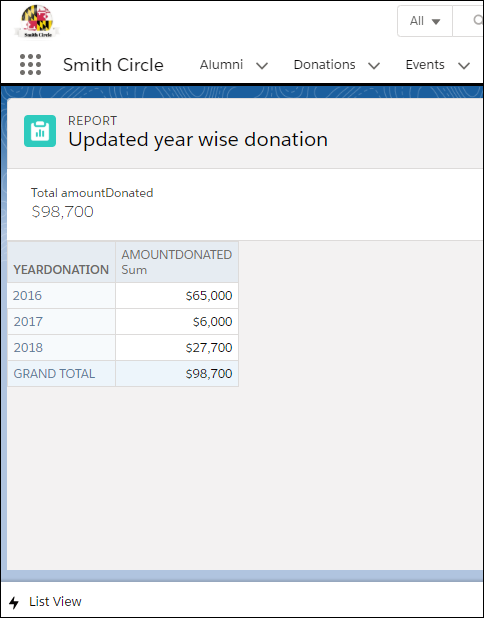 Smith Circle
All
Smith Circle Alumni Donations Events
REPORT
Updated year wise donation
Total amountDonated
$98,700
YEARDONATION AMOUNTDONATED Sum
2016 $65,000
2017 $6,000
2018 $27,700
GRAND TOTAL $98,700
List View